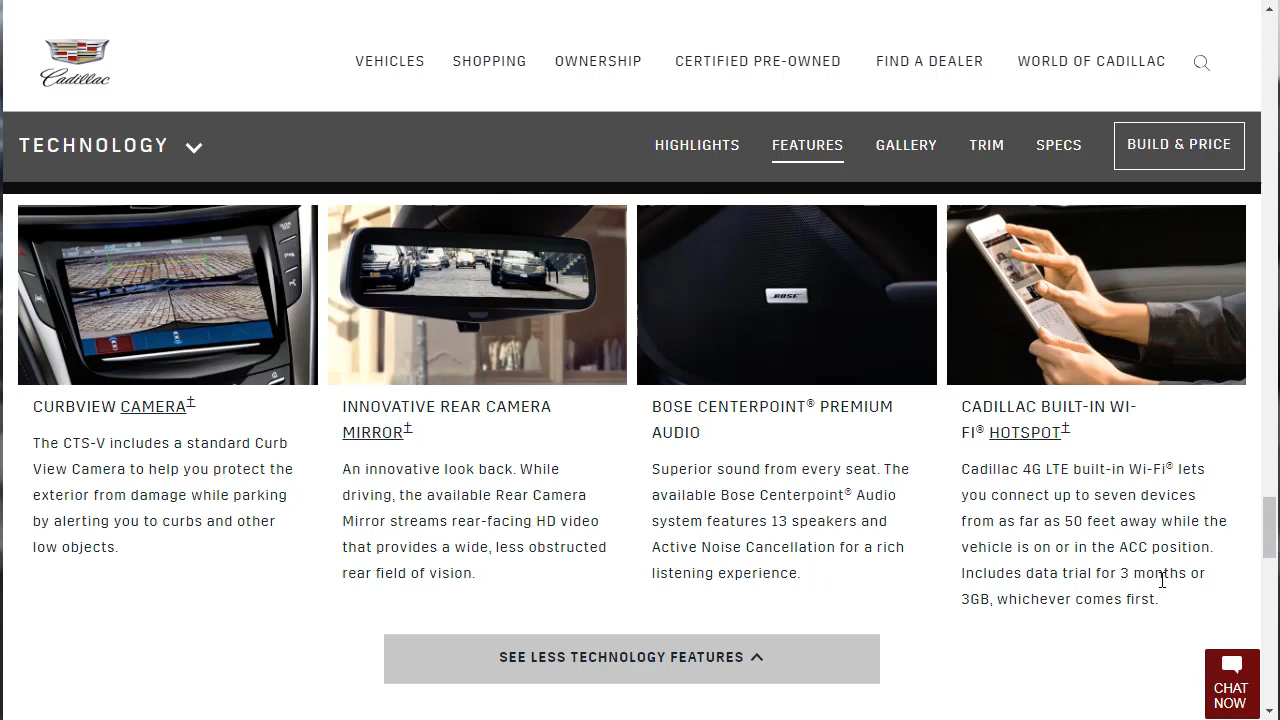 Cadillac
VEHICLES SHOPPING OWNERSHIP CERTIFIED PRE-OWNED FIND A DEALER WORLD OF CADILLAC
TECHNOLOGY
HIGHLIGHTS FEATURES GALLERY TRIM SPECS BUILD & PRICE
BOSE
CURBVIEW CAMERA‡
The CTS-V includes a standard Curb
View Camera to help you protect the
exterior from damage while parking
by alerting you to curbs and other
low objects.
INNOVATIVE REAR CAMERA
MIRROR‡
An innovative look back. While
driving, the available Rear Camera
Mirror streams rear-facing HD video
that provides a wide, less obstructed
rear field of vision.
BOSE CENTERPOINT® PREMIUM
AUDIO
Superior sound from every seat. The
available Bose Centerpoint® Audio
system features 13 speakers and
Active Noise Cancellation for a rich
listening experience.
CADILLAC BUILT-IN WI-
FI® HOTSPOT‡
Cadillac 4G LTE built-in Wi-Fi® lets
you connect up to seven devices
from as far as 50 feet away while the
vehicle is on or in the ACC position.
Includes data trial for 3 months or
3GB, whichever comes first.
SEE LESS TECHNOLOGY FEATURES
CHAT
NOW